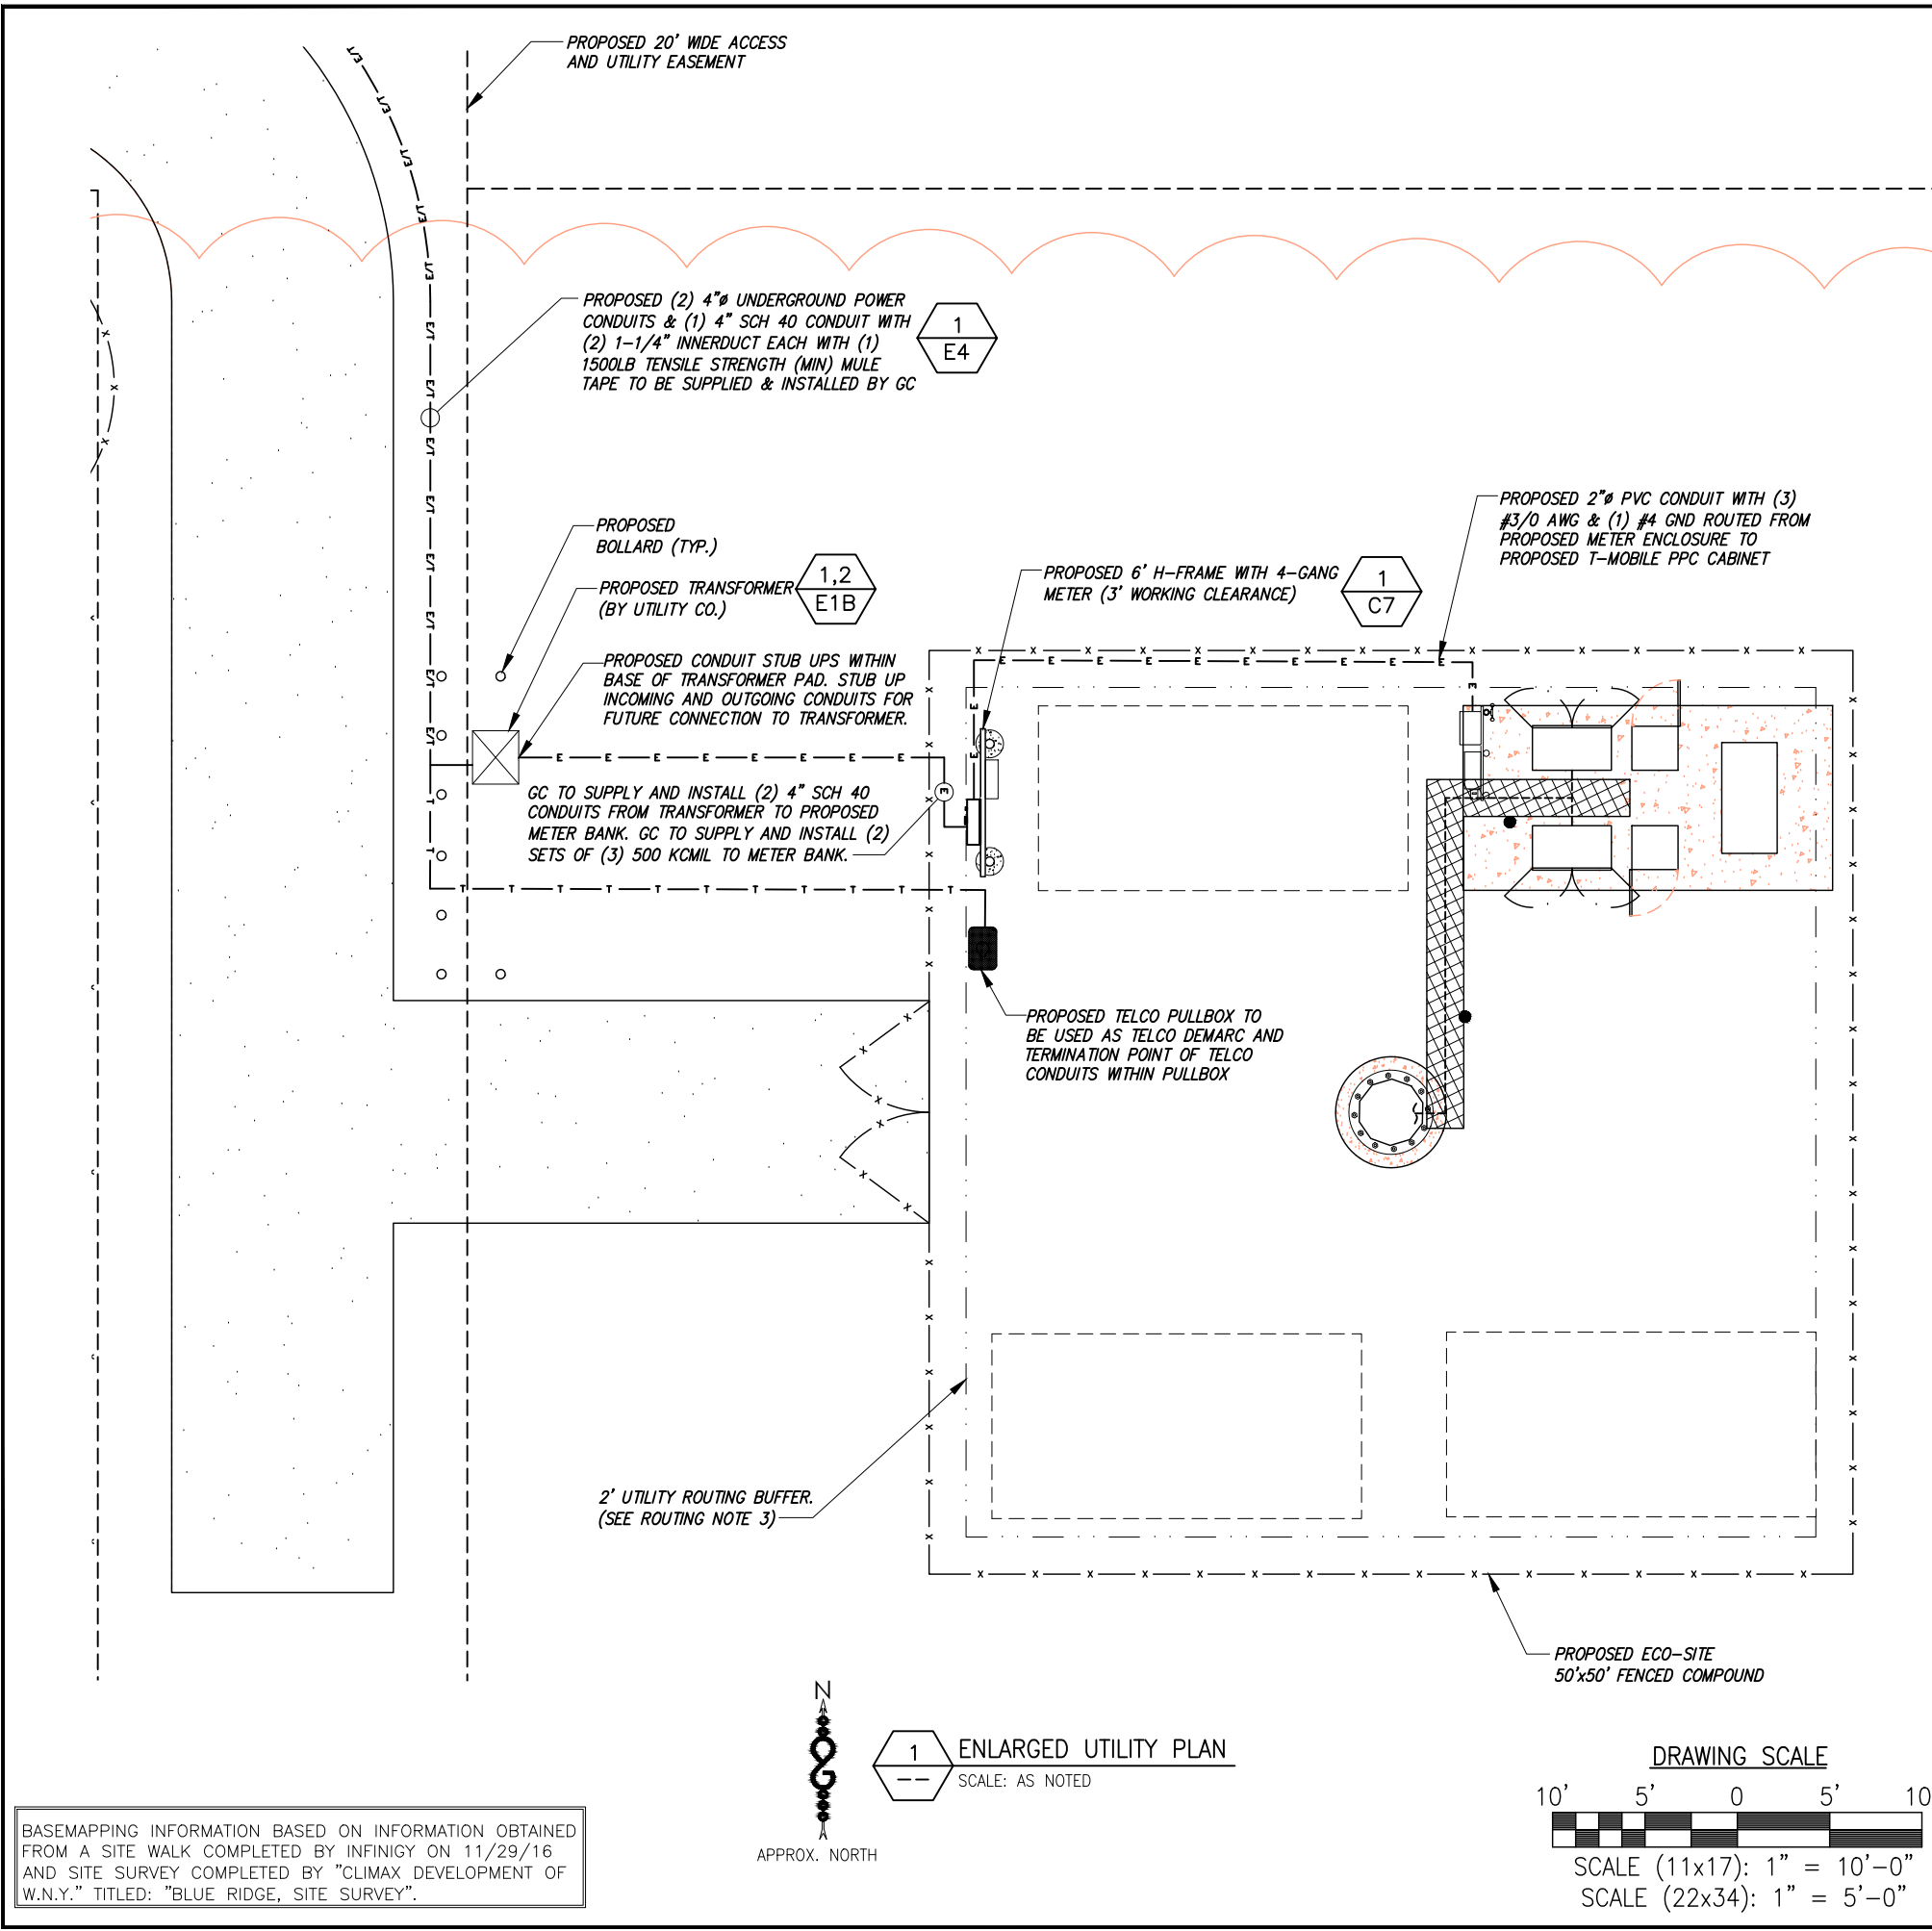 PROPOSED 20' WIDE ACCESS
AND UTILITY EASEMENT
PROPOSED (2) 4"ø UNDERGROUND POWER
CONDUITS & (1) 4" SCH 40 CONDUIT WITH
(2) 1-1/4" INNERDUCT EACH WITH (1)
1500LB TENSILE STRENGTH (MIN) MULE
TAPE TO BE SUPPLIED & INSTALLED BY GC
1
E4
PROPOSED 2"ø PVC CONDUIT WITH (3)
#3/0 AWG & (1) #4 GND ROUTED FROM
PROPOSED METER ENCLOSURE TO
PROPOSED T-MOBILE PPC CABINET
PROPOSED
BOLLARD (TYP.)
PROPOSED TRANSFORMER
(BY UTILITY CO.)
1,2
E1B
PROPOSED 6' H-FRAME WITH 4-GANG
METER (3' WORKING CLEARANCE)
1
C7
PROPOSED CONDUIT STUB UPS WITHIN
BASE OF TRANSFORMER PAD. STUB UP
INCOMING AND OUTGOING CONDUITS FOR
FUTURE CONNECTION TO TRANSFORMER.
GC TO SUPPLY AND INSTALL (2) 4" SCH 40
CONDUITS FROM TRANSFORMER TO PROPOSED
METER BANK. GC TO SUPPLY AND INSTALL (2)
SETS OF (3) 500 KCMIL TO METER BANK.
PROPOSED TELCO PULLBOX TO
BE USED AS TELCO DEMARC AND
TERMINATION POINT OF TELCO
CONDUITS WITHIN PULLBOX
2' UTILITY ROUTING BUFFER.
(SEE ROUTING NOTE 3)
PROPOSED ECO-SITE
50'x50' FENCED COMPOUND
N
APPROX. NORTH
1
--
ENLARGED UTILITY PLAN
SCALE: AS NOTED
DRAWING SCALE
10' 5' 0 5' 10
SCALE (11x17): 1" = 10'-0"
SCALE (22x34): 1" = 5'-0"
BASEMAPPING INFORMATION BASED ON INFORMATION OBTAINED
FROM A SITE WALK COMPLETED BY INFINIGY ON 11/29/16
AND SITE SURVEY COMPLETED BY "CLIMAX DEVELOPMENT OF
W.N.Y." TITLED: "BLUE RIDGE, SITE SURVEY".